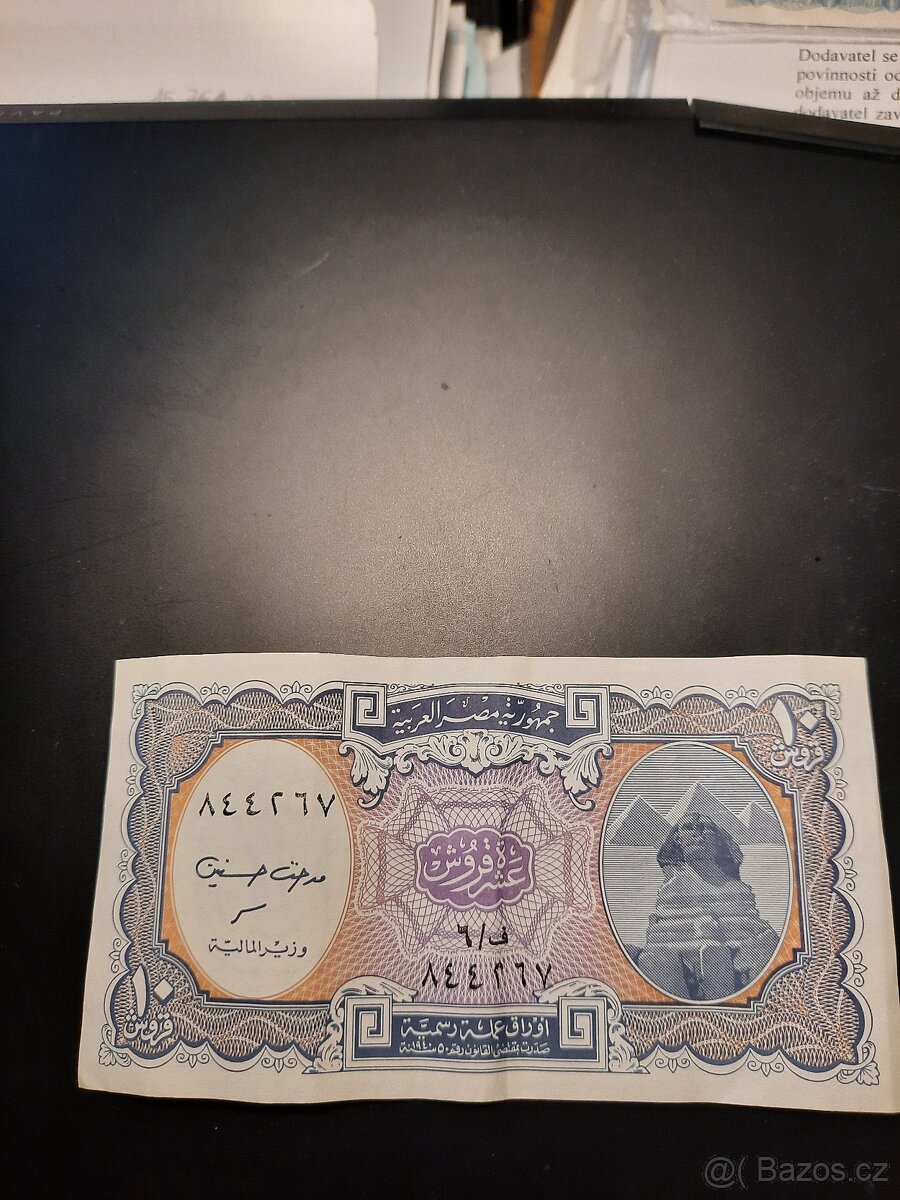 Dodavatel se
povinnosti od
objemu až d
dodavatel zav
جمهورية مصر العربية
١٠
قروش
٨٤٤٢٦٧
مدحت حسنين
وزير المالية
عشرة قروش
ف/٦
٨٤٤٢٦٧
١٠
قروش
أوراق عملة رسمية
@( Bazos.cz